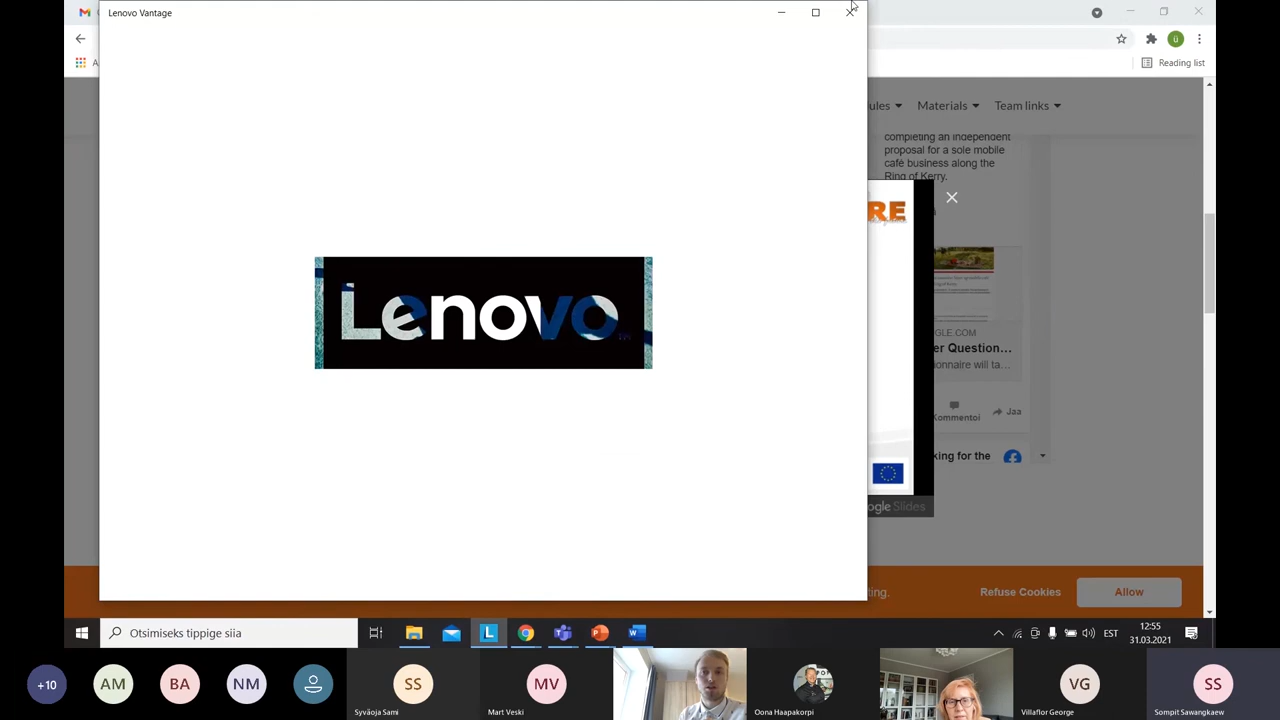 Lenovo Vantage
ü
Reading list
ules
Materials
Team links
completing an independent
proposal for a sole mobile
café business along the
Ring of Kerry.
RE
Lenovo
GLE.COM
er Question...
ionnaire will ta...
Kommentoi
Jaa
king for the
ogle Slides
ting.
Refuse Cookies
Allow
Otsimiseks tippige siia
L
EST
12:55
31.03.2021
+10
AM
BA
NM
SS
Syväoja Sami
MV
Mart Veski
Oona Haapakorpi
VG
Villaflor George
SS
Sompit Sawangkaew